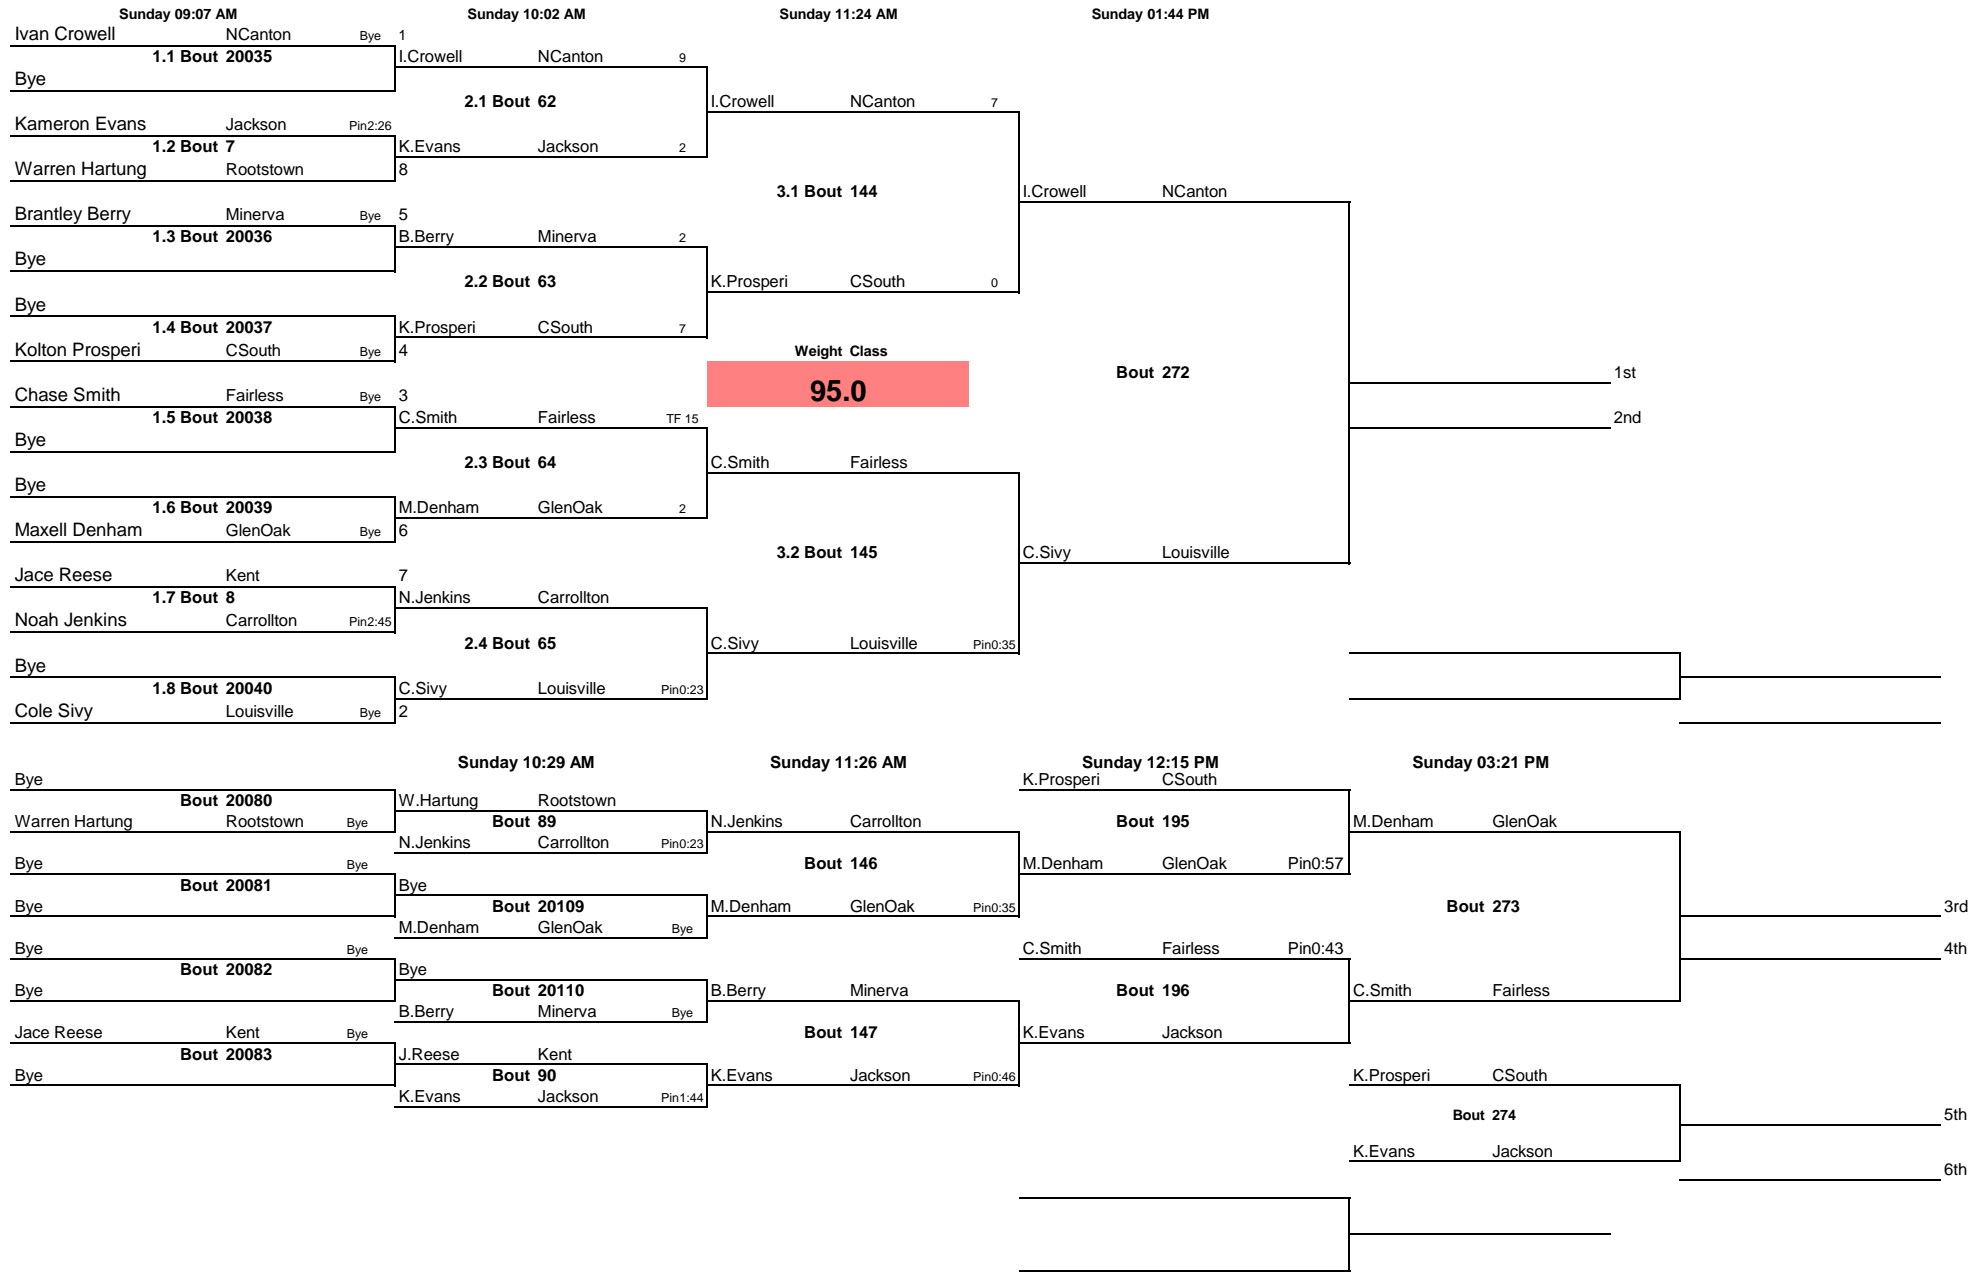 Sunday 09:07 AM Sunday 10:02 AM Sunday 11:24 AM Sunday 01:44 PM
Ivan Crowell NCanton Bye 1
1.1 Bout 20035 I.Crowell NCanton 9
Bye
2.1 Bout 62 I.Crowell NCanton 7
Kameron Evans Jackson Pin2:26
1.2 Bout 7 K.Evans Jackson 2
Warren Hartung Rootstown 8
3.1 Bout 144 I.Crowell NCanton
Brantley Berry Minerva Bye 5
1.3 Bout 20036 B.Berry Minerva 2
Bye
2.2 Bout 63 K.Prosperi CSouth 0
Bye
1.4 Bout 20037 K.Prosperi CSouth 7
Kolton Prosperi CSouth Bye 4 Weight Class
Bout 272 1st
Chase Smith Fairless Bye 3 95.0
1.5 Bout 20038 C.Smith Fairless TF 15 2nd
Bye
2.3 Bout 64 C.Smith Fairless
Bye
1.6 Bout 20039 M.Denham GlenOak 2
Maxell Denham GlenOak Bye 6
3.2 Bout 145 C.Sivy Louisville
Jace Reese Kent 7
1.7 Bout 8 N.Jenkins Carrollton
Noah Jenkins Carrollton Pin2:45
2.4 Bout 65 C.Sivy Louisville Pin0:35
Bye
1.8 Bout 20040 C.Sivy Louisville Pin0:23
Cole Sivy Louisville Bye 2
Sunday 10:29 AM Sunday 11:26 AM Sunday 12:15 PM Sunday 03:21 PM
Bye K.Prosperi CSouth
Bout 20080 W.Hartung Rootstown
Warren Hartung Rootstown Bye Bout 89 N.Jenkins Carrollton Bout 195 M.Denham GlenOak
N.Jenkins Carrollton Pin0:23
Bye Bye Bout 146 M.Denham GlenOak Pin0:57
Bout 20081 Bye
Bye Bout 20109 M.Denham GlenOak Pin0:35 Bout 273 3rd
M.Denham GlenOak Bye
Bye Bye C.Smith Fairless Pin0:43 4th
Bout 20082 Bye
Bye Bout 20110 B.Berry Minerva Bout 196 C.Smith Fairless
B.Berry Minerva Bye
Jace Reese Kent Bye Bout 147 K.Evans Jackson
Bout 20083 J.Reese Kent
Bye Bout 90 K.Evans Jackson Pin0:46 K.Prosperi CSouth
K.Evans Jackson Pin1:44
Bout 274 5th
K.Evans Jackson
6th